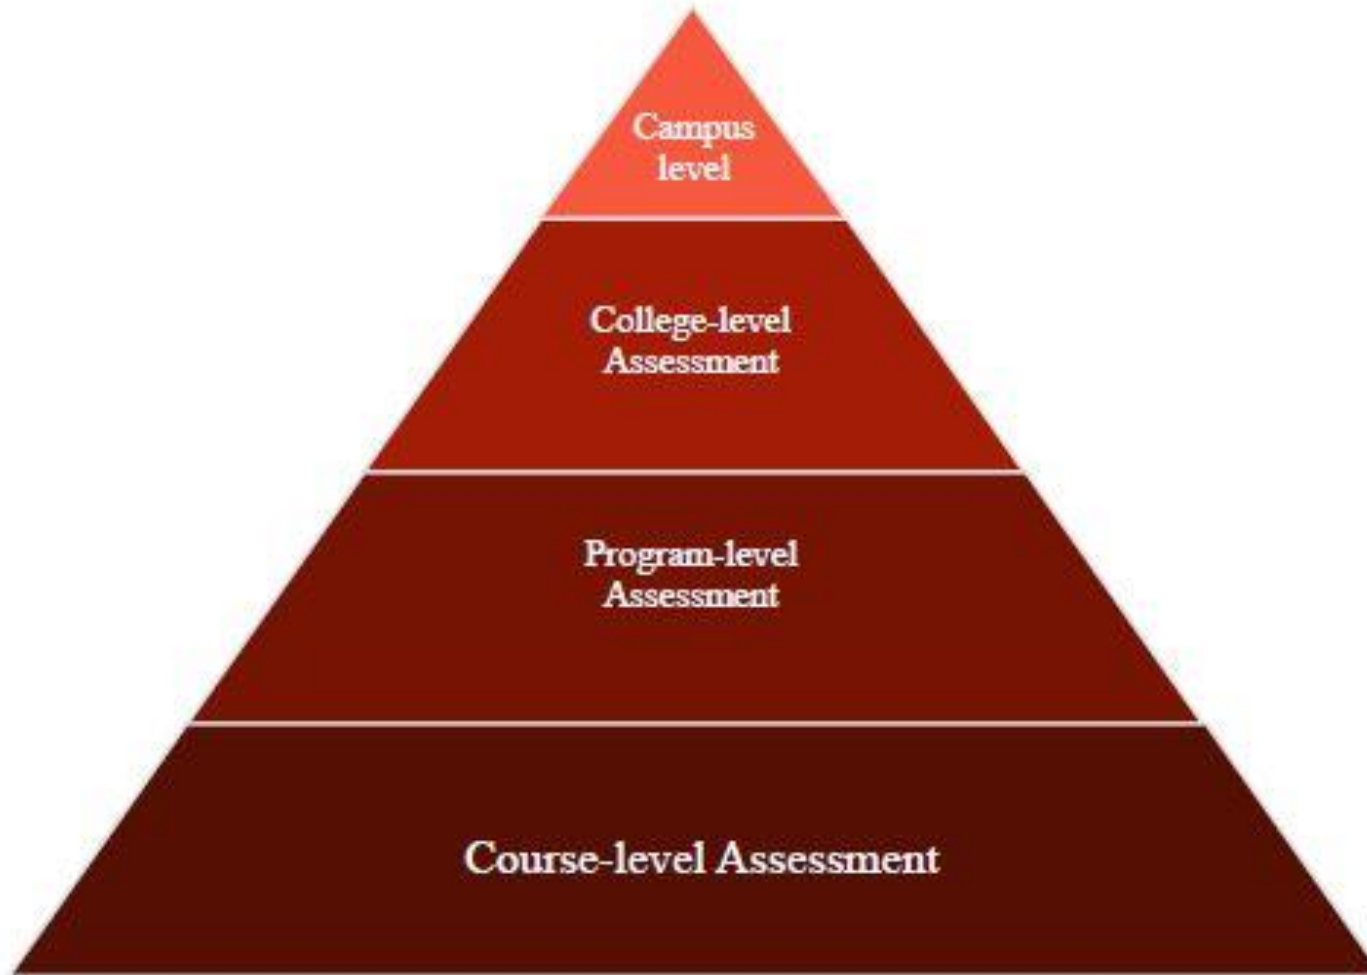 Campus
level
College-level
Assessment
Program-level
Assessment
Course-level Assessment